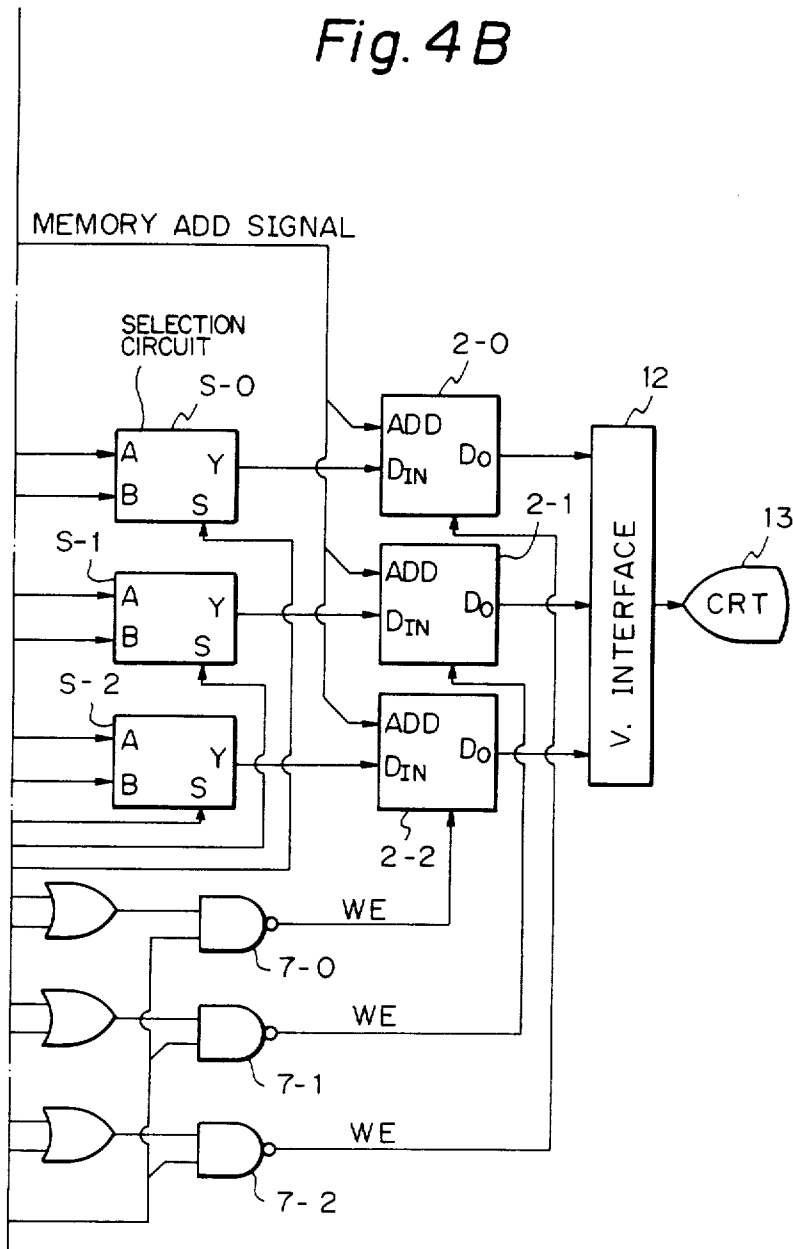 Fig. 4B
MEMORY ADD SIGNAL
SELECTION
CIRCUIT
S-0
2-0
12
A
B
Y
S
ADD
DIN
DO
2-1
13
S-1
A
B
Y
S
ADD
DIN
DO
V. INTERFACE
CRT
S-2
A
B
Y
S
ADD
DIN
DO
2-2
WE
7-0
WE
7-1
WE
7-2